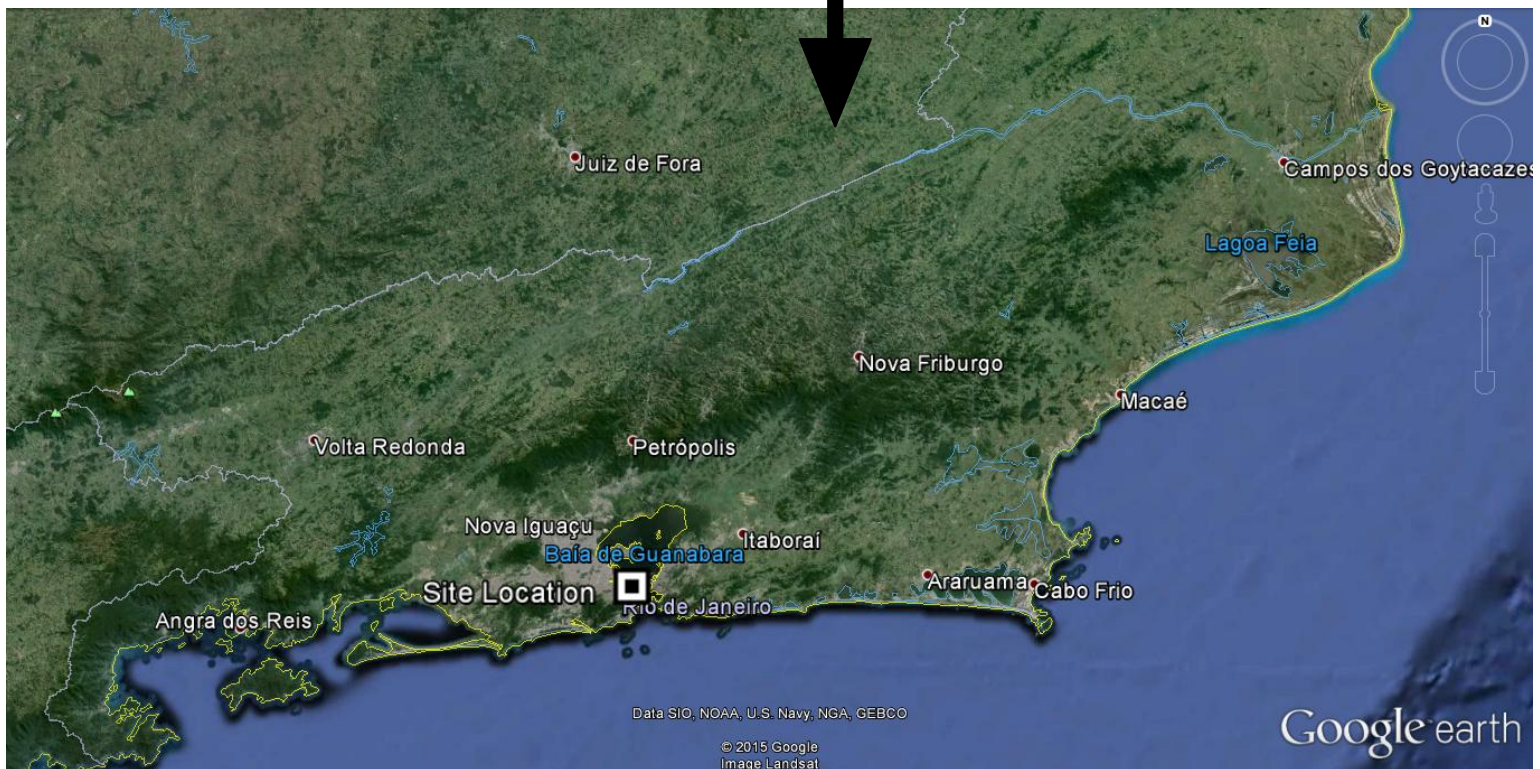 N
Juiz de Fora
Campos dos Goytacazes
Lagoa Feia
Nova Friburgo
Macaé
Volta Redonda
Petrópolis
Nova Iguaçu
Itaboraí
Baía de Guanabara
Site Location
Araruama
Cabo Frio
Rio de Janeiro
Angra dos Reis
Data SIO, NOAA, U.S. Navy, NGA, GEBCO
© 2015 Google
Image Landsat
Google earth